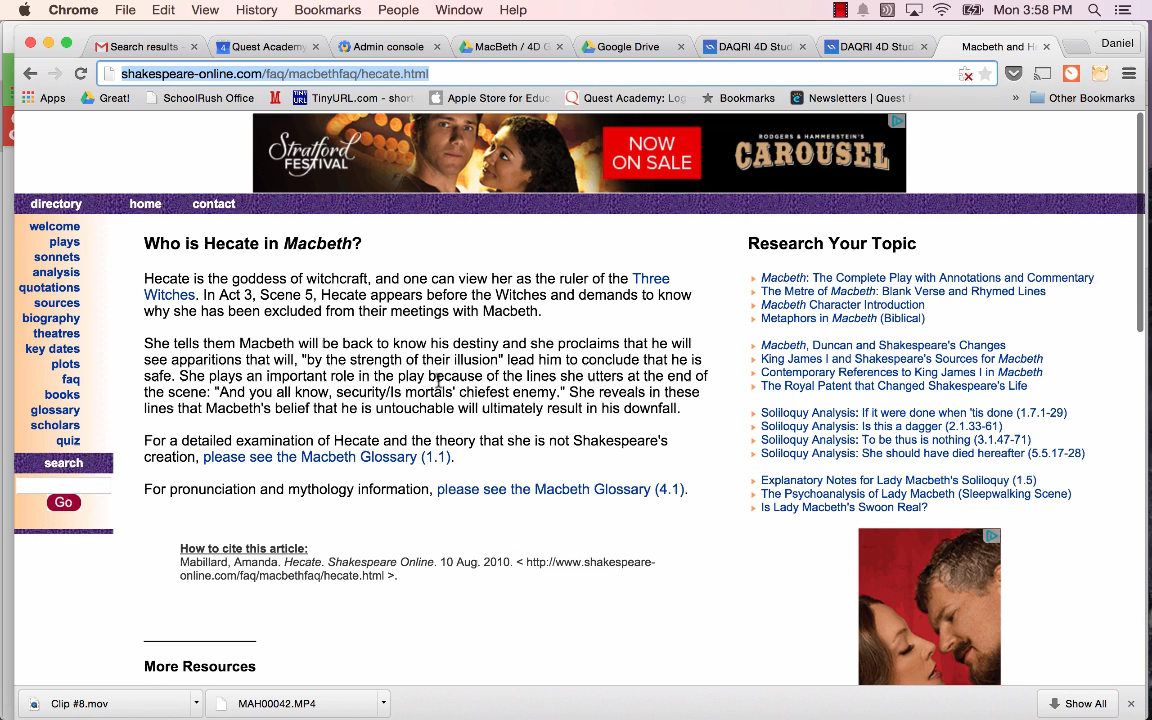 Chrome File Edit View History Bookmarks People Window Help Mon 3:58 PM
Search results - Quest Academy Admin console MacBeth / 4D G Google Drive DAQRI 4D Stud DAQRI 4D Stud Macbeth and H Daniel
shakespeare-online.com/faq/macbethfaq/hecate.html
Apps Great! SchoolRush Office TinyURL.com - short Apple Store for Educ Quest Academy: Log Bookmarks Newsletters | Quest » Other Bookmarks
Stratford FESTIVAL NOW ON SALE RODGERS & HAMMERSTEIN'S CAROUSEL
directory home contact
welcome
plays
sonnets
analysis
quotations
sources
biography
theatres
key dates
plots
faq
books
glossary
scholars
quiz
search
Go
Who is Hecate in Macbeth?
Hecate is the goddess of witchcraft, and one can view her as the ruler of the Three
Witches. In Act 3, Scene 5, Hecate appears before the Witches and demands to know
why she has been excluded from their meetings with Macbeth.
She tells them Macbeth will be back to know his destiny and she proclaims that he will
see apparitions that will, "by the strength of their illusion" lead him to conclude that he is
safe. She plays an important role in the play because of the lines she utters at the end of
the scene: "And you all know, security/Is mortals' chiefest enemy." She reveals in these
lines that Macbeth's belief that he is untouchable will ultimately result in his downfall.
For a detailed examination of Hecate and the theory that she is not Shakespeare's
creation, please see the Macbeth Glossary (1.1).
For pronunciation and mythology information, please see the Macbeth Glossary (4.1).
How to cite this article:
Mabillard, Amanda. Hecate. Shakespeare Online. 10 Aug. 2010. < http://www.shakespeare-
online.com/faq/macbethfaq/hecate.html >.
More Resources
Research Your Topic
Macbeth: The Complete Play with Annotations and Commentary
The Metre of Macbeth: Blank Verse and Rhymed Lines
Macbeth Character Introduction
Metaphors in Macbeth (Biblical)
Macbeth, Duncan and Shakespeare's Changes
King James I and Shakespeare's Sources for Macbeth
Contemporary References to King James I in Macbeth
The Royal Patent that Changed Shakespeare's Life
Soliloquy Analysis: If it were done when 'tis done (1.7.1-29)
Soliloquy Analysis: Is this a dagger (2.1.33-61)
Soliloquy Analysis: To be thus is nothing (3.1.47-71)
Soliloquy Analysis: She should have died hereafter (5.5.17-28)
Explanatory Notes for Lady Macbeth's Soliloquy (1.5)
The Psychoanalysis of Lady Macbeth (Sleepwalking Scene)
Is Lady Macbeth's Swoon Real?
Clip #8.mov MAH00042.MP4 Show All